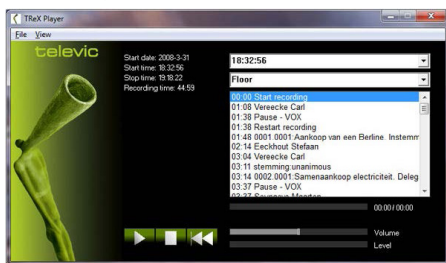 TReX Player
File View
televic
Start date: 2008-3-31
Start time: 18:32:56
Stop time: 19:18:22
Recording time: 44:59
18:32:56
Floor
00:00 Start recording
01:08 Vereecke Carl
01:38 Pause - VOX
01:38 Restart recording
01:48 0001.0001:Aankoop van een Berline. Instemm
02:14 Eeckhout Stefaan
03:04 Vereecke Carl
03:11 stemming:unanimous
03:14 0002.0001:Samenaankoop electriciteit. Deleg
03:37 Pause - VOX
00:00 / 00:00
Volume
Level